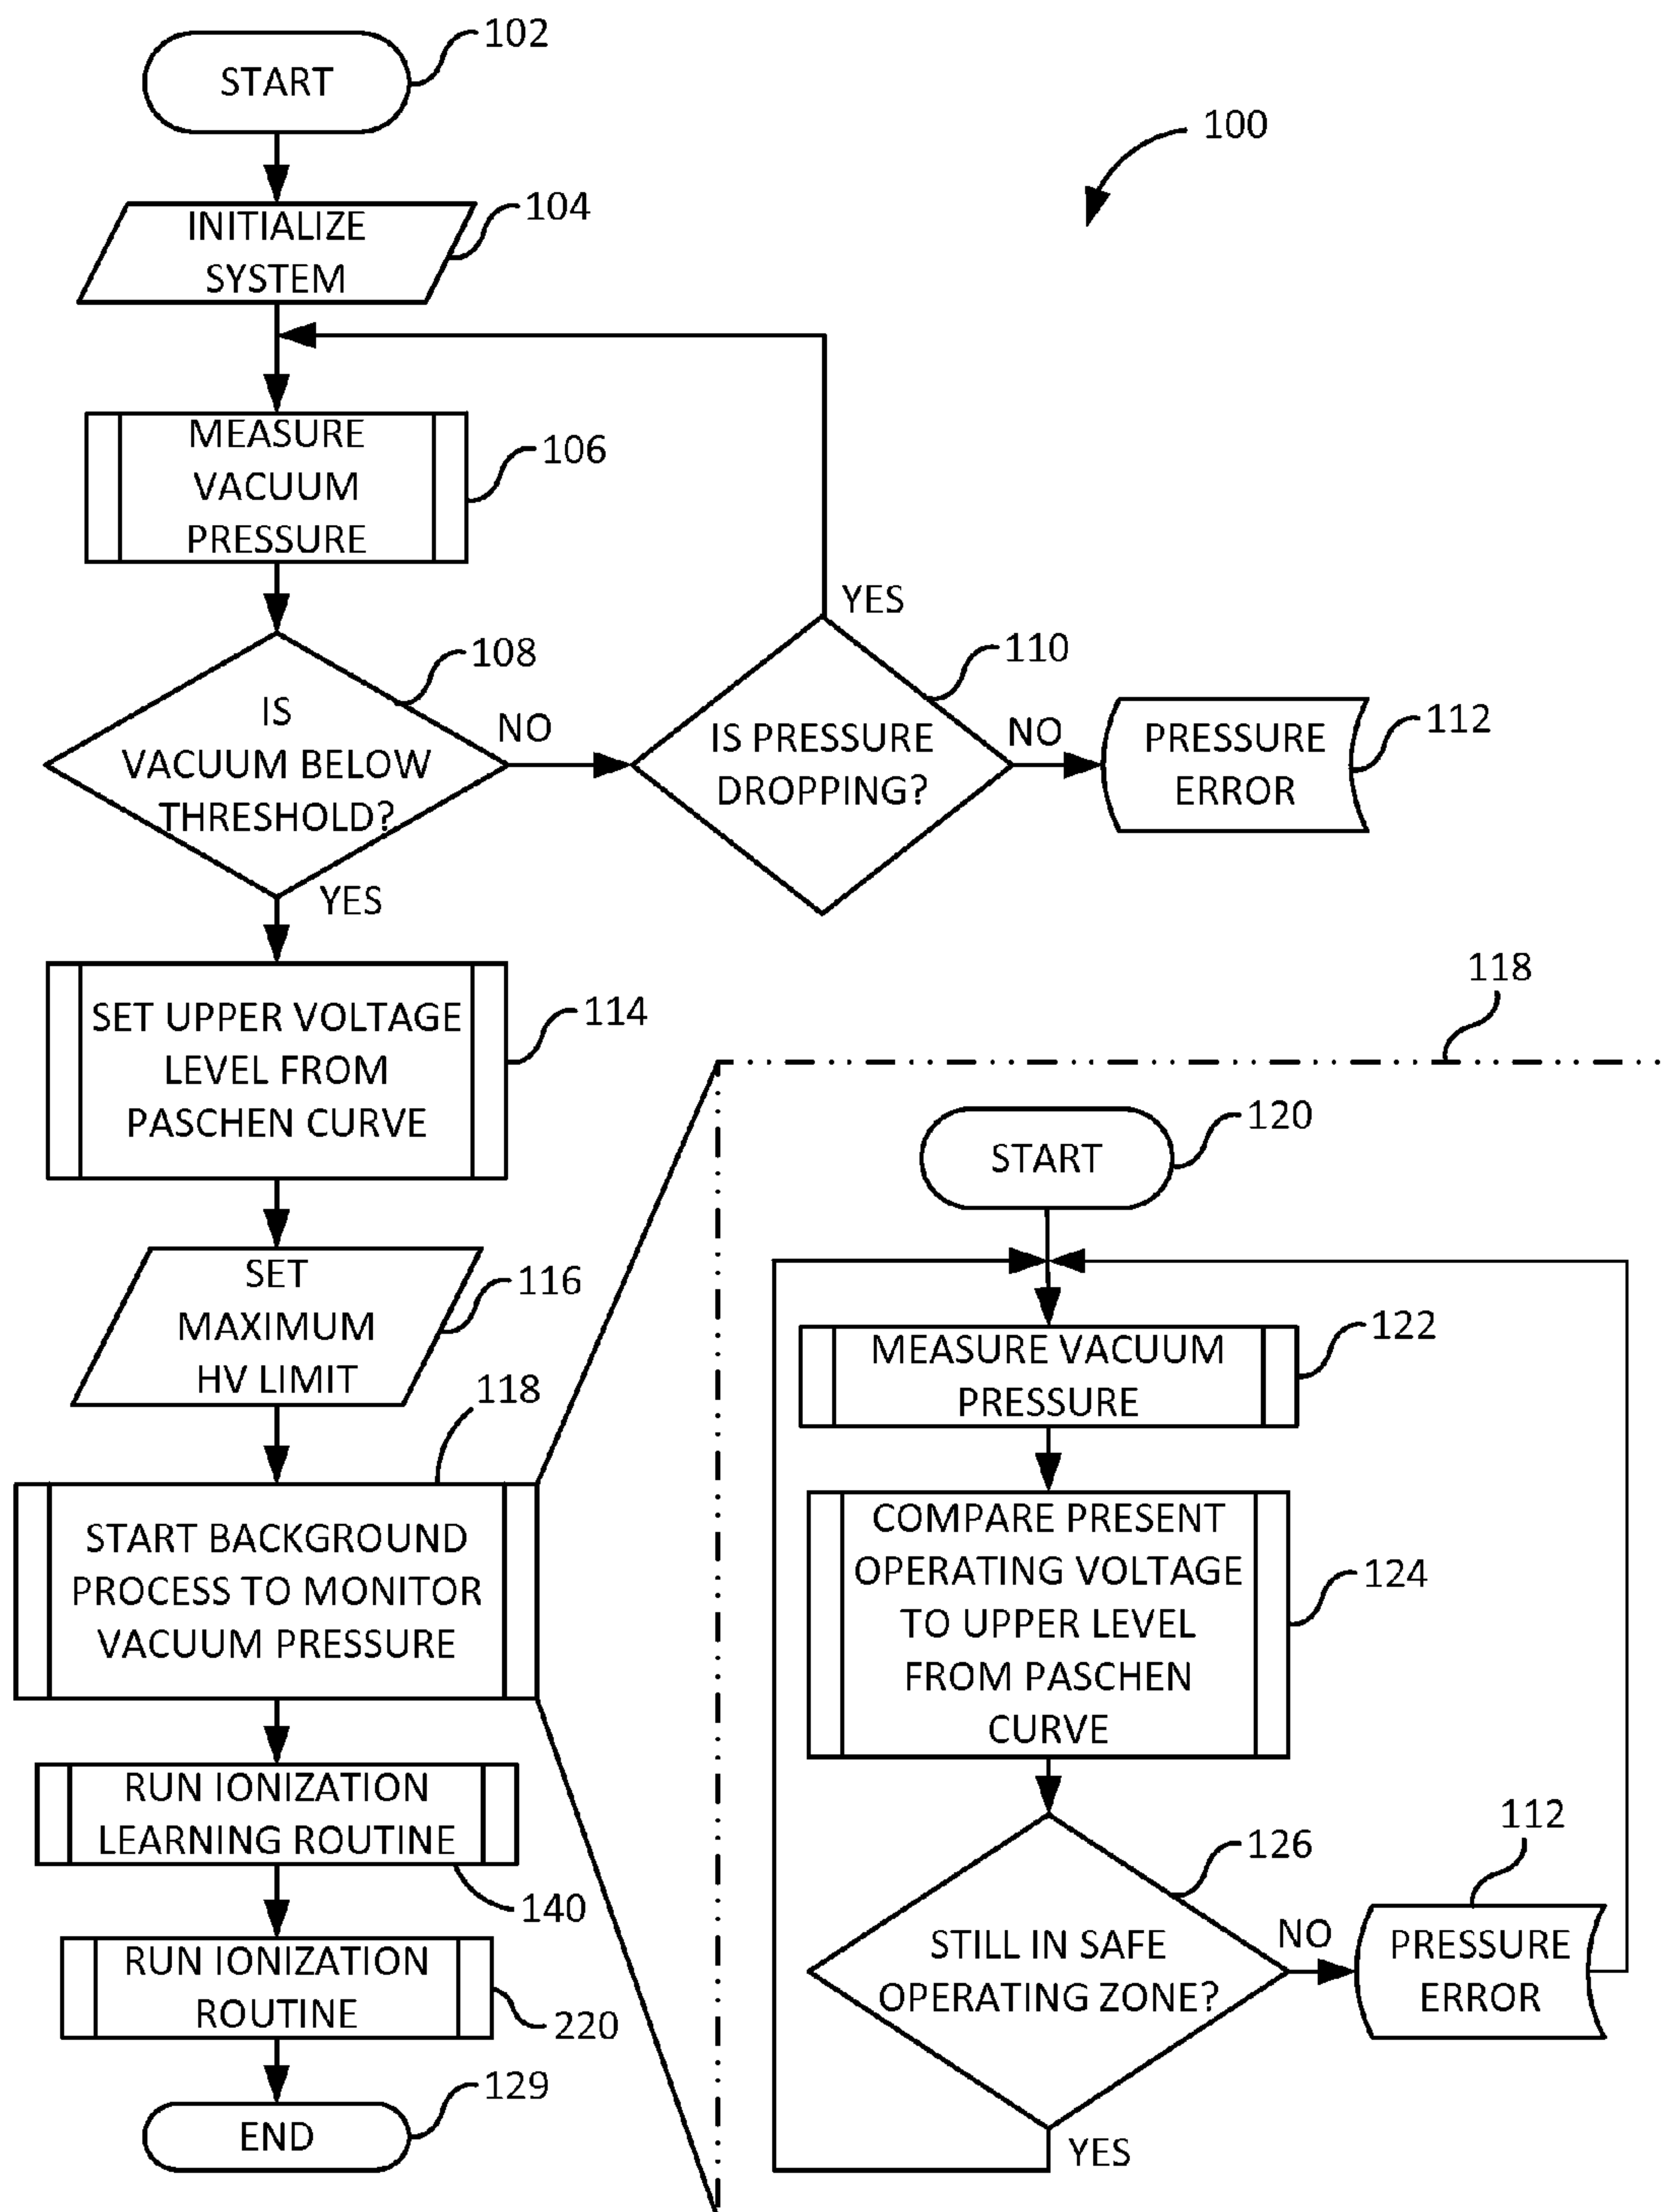 START
102
100
INITIALIZE
SYSTEM
104
MEASURE
VACUUM
PRESSURE
106
IS
VACUUM BELOW
THRESHOLD?
108
NO
YES
IS PRESSURE
DROPPING?
110
YES
NO
PRESSURE
ERROR
112
SET UPPER VOLTAGE
LEVEL FROM
PASCHEN CURVE
114
SET
MAXIMUM
HV LIMIT
116
START BACKGROUND
PROCESS TO MONITOR
VACUUM PRESSURE
118
RUN IONIZATION
LEARNING ROUTINE
140
RUN IONIZATION
ROUTINE
220
END
129
118
START
120
MEASURE VACUUM
PRESSURE
122
COMPARE PRESENT
OPERATING VOLTAGE
TO UPPER LEVEL
FROM PASCHEN
CURVE
124
STILL IN SAFE
OPERATING ZONE?
126
NO
YES
PRESSURE
ERROR
112